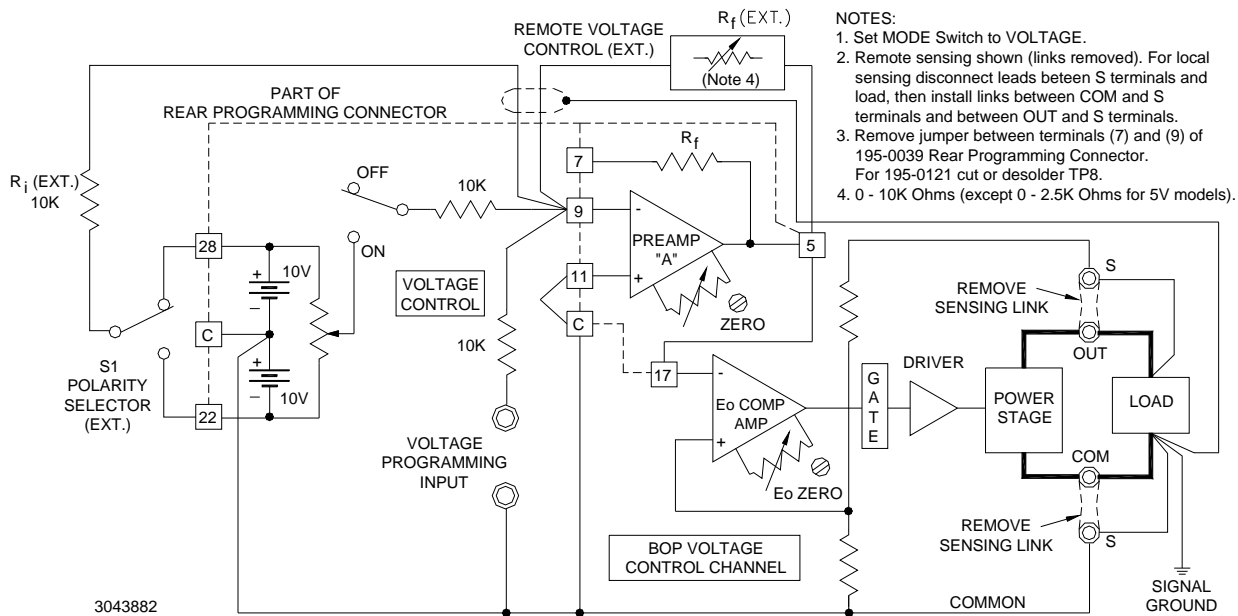 R f (EXT.)
REMOTE VOLTAGE
CONTROL (EXT.)
(Note 4)
NOTES:
1. Set MODE Switch to VOLTAGE.
2. Remote sensing shown (links removed). For local
sensing disconnect leads beteen S terminals and
load, then install links between COM and S
terminals and between OUT and S terminals.
3. Remove jumper between terminals (7) and (9) of
195-0039 Rear Programming Connector.
For 195-0121 cut or desolder TP8.
4. 0 - 10K Ohms (except 0 - 2.5K Ohms for 5V models).
PART OF
REAR PROGRAMMING CONNECTOR
R i (EXT.)
10K
OFF
10K
ON
7
R f
9
-
PREAMP
"A"
11
+
5
ZERO
C
28
+
10V
–
C
+
10V
–
22
S1
POLARITY
SELECTOR
(EXT.)
VOLTAGE
CONTROL
10K
VOLTAGE
PROGRAMMING
INPUT
17
-
Eo COMP
AMP
+
Eo ZERO
GATE
DRIVER
POWER
STAGE
LOAD
S
REMOVE
SENSING LINK
OUT
COM
REMOVE
SENSING LINK
S
BOP VOLTAGE
CONTROL CHANNEL
COMMON
SIGNAL
GROUND
3043882